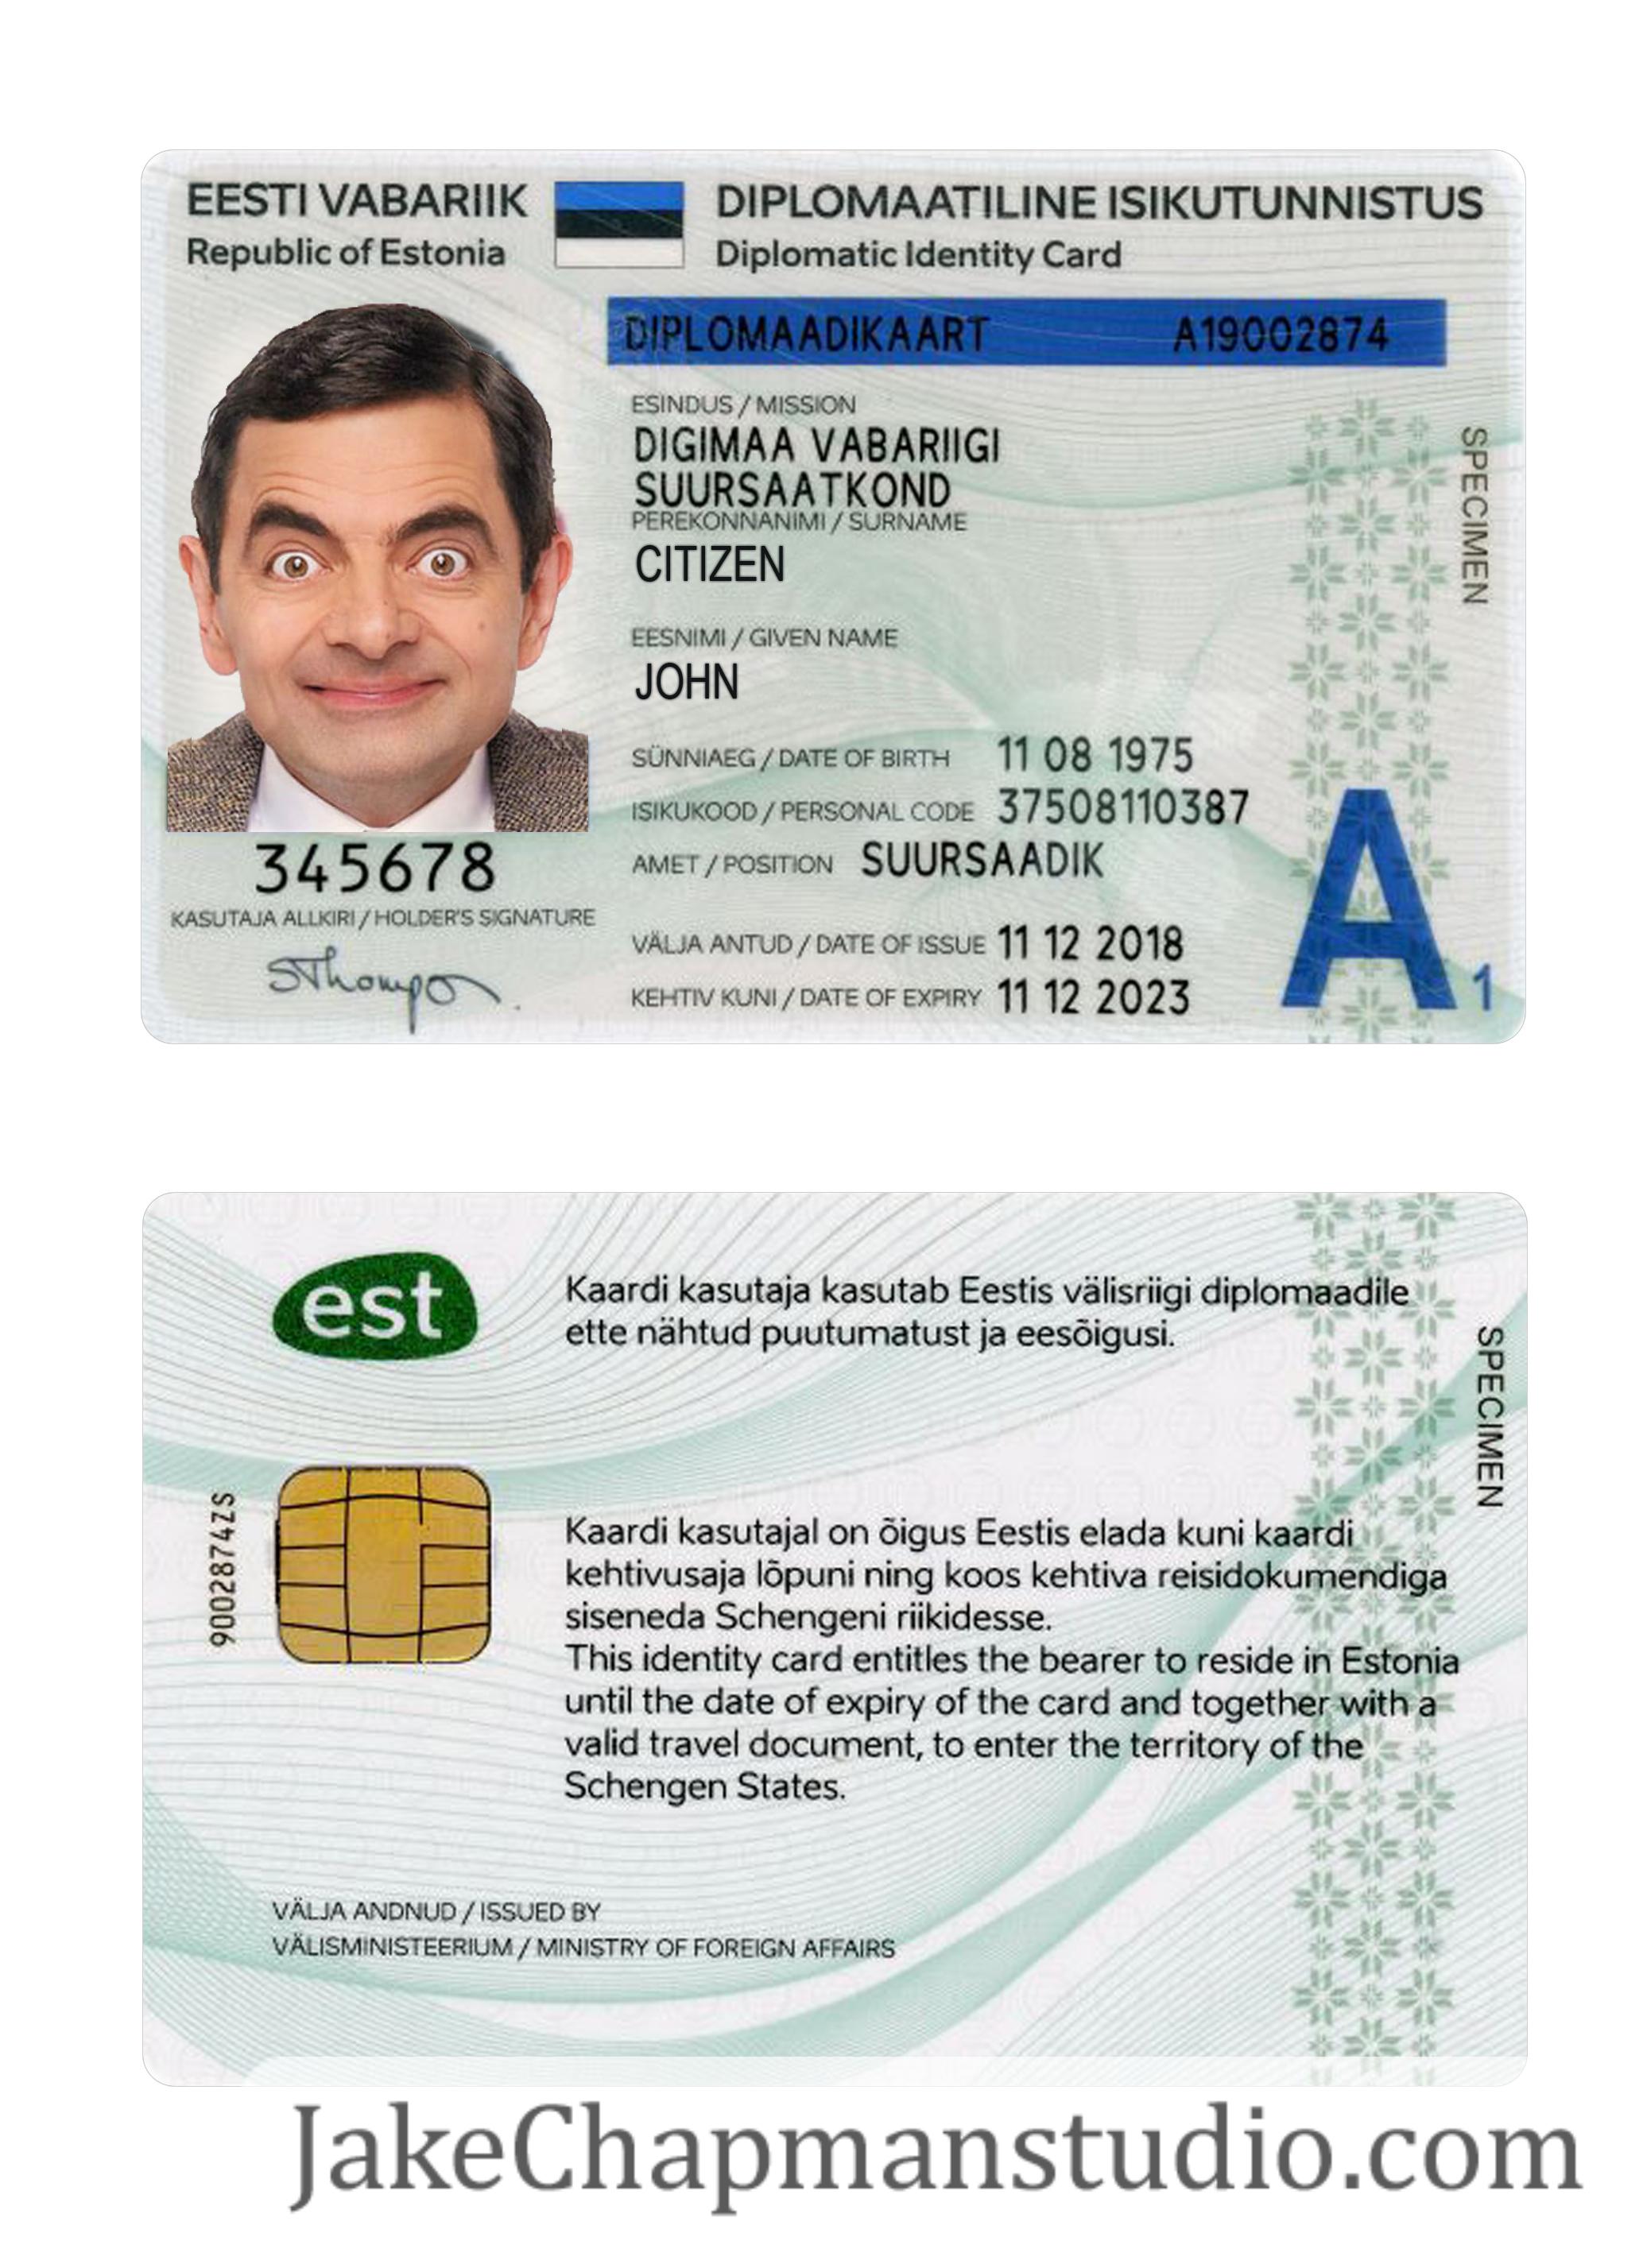 EESTI VABARIIK
Republic of Estonia
DIPLOMAATILINE ISIKUTUNNISTUS
Diplomatic Identity Card
DIPLOMAADIKAART A19002874
ESINDUS / MISSION
DIGIMAA VABARIIGI
SUURSAATKOND
PEREKONNANIMI / SURNAME
CITIZEN
EESNIMI / GIVEN NAME
JOHN
SÜNNIAEG / DATE OF BIRTH 11 08 1975
ISIKUKOOD / PERSONAL CODE 37508110387
AMET / POSITION SUURSAADIK
VÄLJA ANTUD / DATE OF ISSUE 11 12 2018
KEHTIV KUNI / DATE OF EXPIRY 11 12 2023
345678
KASUTAJA ALLKIRI / HOLDER'S SIGNATURE
SThompson.
SPECIMEN
A1
est
Kaardi kasutaja kasutab Eestis välisriigi diplomaadile
ette nähtud puutumatust ja eesõigusi.
9002874ZS
Kaardi kasutajal on õigus Eestis elada kuni kaardi
kehtivusaja lõpuni ning koos kehtiva reisidokumendiga
siseneda Schengeni riikidesse.
This identity card entitles the bearer to reside in Estonia
until the date of expiry of the card and together with a
valid travel document, to enter the territory of the
Schengen States.
VÄLJA ANDNUD / ISSUED BY
VÄLISMINISTEERIUM / MINISTRY OF FOREIGN AFFAIRS
SPECIMEN
JakeChapmanstudio.com